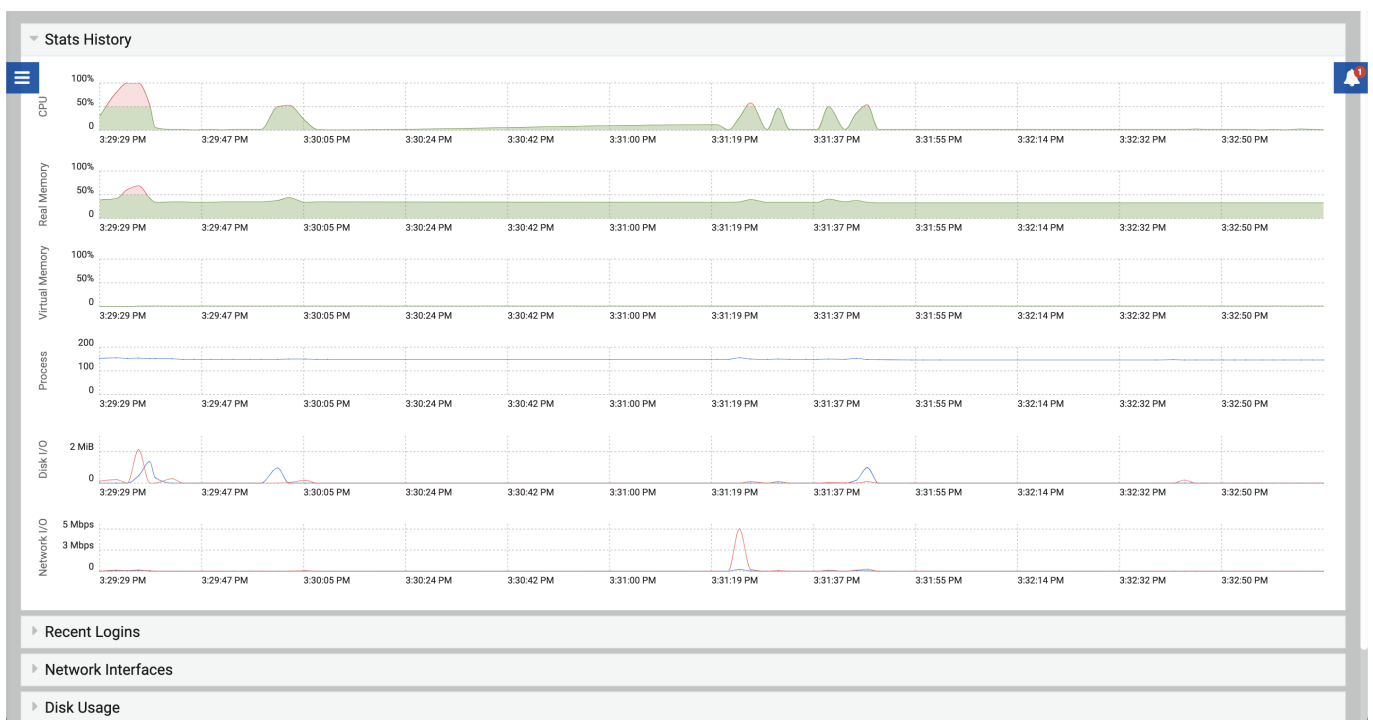 Stats History
1
CPU
100%
50%
0
3:29:29 PM 3:29:47 PM 3:30:05 PM 3:30:24 PM 3:30:42 PM 3:31:00 PM 3:31:19 PM 3:31:37 PM 3:31:55 PM 3:32:14 PM 3:32:32 PM 3:32:50 PM
Real Memory
100%
50%
0
3:29:29 PM 3:29:47 PM 3:30:05 PM 3:30:24 PM 3:30:42 PM 3:31:00 PM 3:31:19 PM 3:31:37 PM 3:31:55 PM 3:32:14 PM 3:32:32 PM 3:32:50 PM
Virtual Memory
100%
50%
0
3:29:29 PM 3:29:47 PM 3:30:05 PM 3:30:24 PM 3:30:42 PM 3:31:00 PM 3:31:19 PM 3:31:37 PM 3:31:55 PM 3:32:14 PM 3:32:32 PM 3:32:50 PM
Process
200
100
0
3:29:29 PM 3:29:47 PM 3:30:05 PM 3:30:24 PM 3:30:42 PM 3:31:00 PM 3:31:19 PM 3:31:37 PM 3:31:55 PM 3:32:14 PM 3:32:32 PM 3:32:50 PM
Disk I/O
2 MiB
0
3:29:29 PM 3:29:47 PM 3:30:05 PM 3:30:24 PM 3:30:42 PM 3:31:00 PM 3:31:19 PM 3:31:37 PM 3:31:55 PM 3:32:14 PM 3:32:32 PM 3:32:50 PM
Network I/O
5 Mbps
3 Mbps
0
3:29:29 PM 3:29:47 PM 3:30:05 PM 3:30:24 PM 3:30:42 PM 3:31:00 PM 3:31:19 PM 3:31:37 PM 3:31:55 PM 3:32:14 PM 3:32:32 PM 3:32:50 PM
Recent Logins
Network Interfaces
Disk Usage